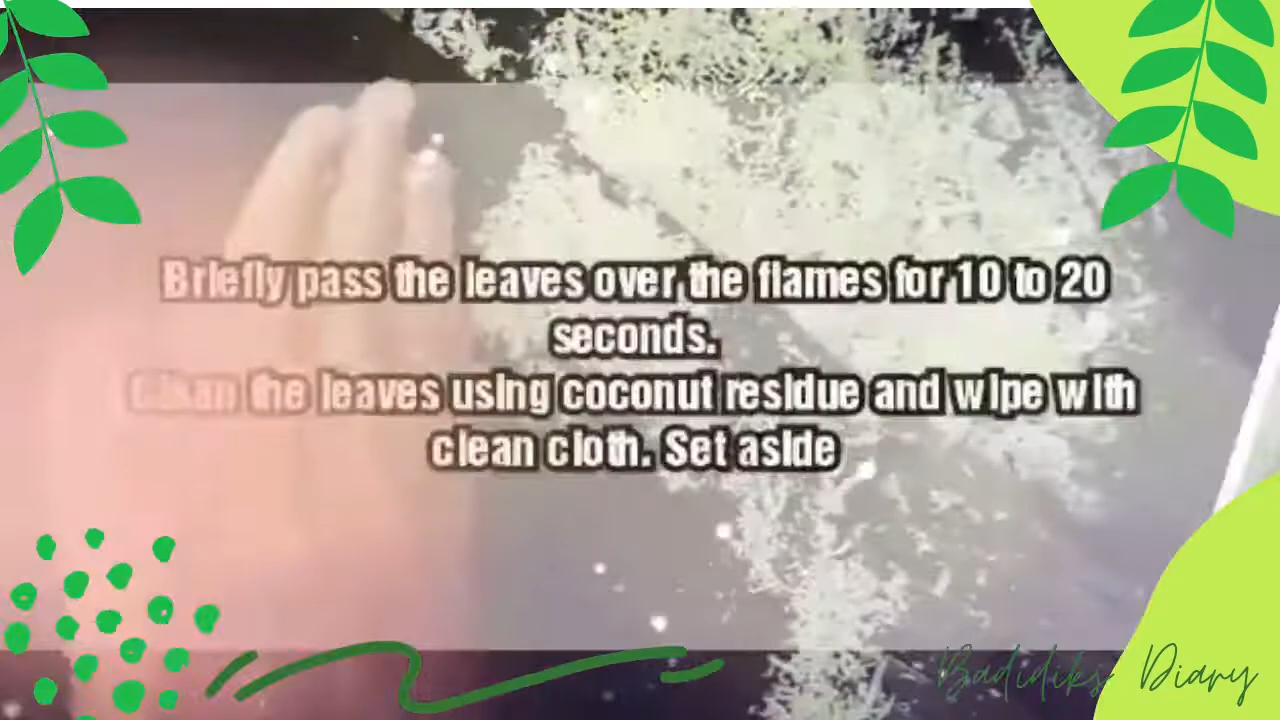 Briefly pass the leaves over the flames for 10 to 20
seconds.
Clean the leaves using coconut residue and wipe with
clean cloth. Set aside
Badidiks Diary